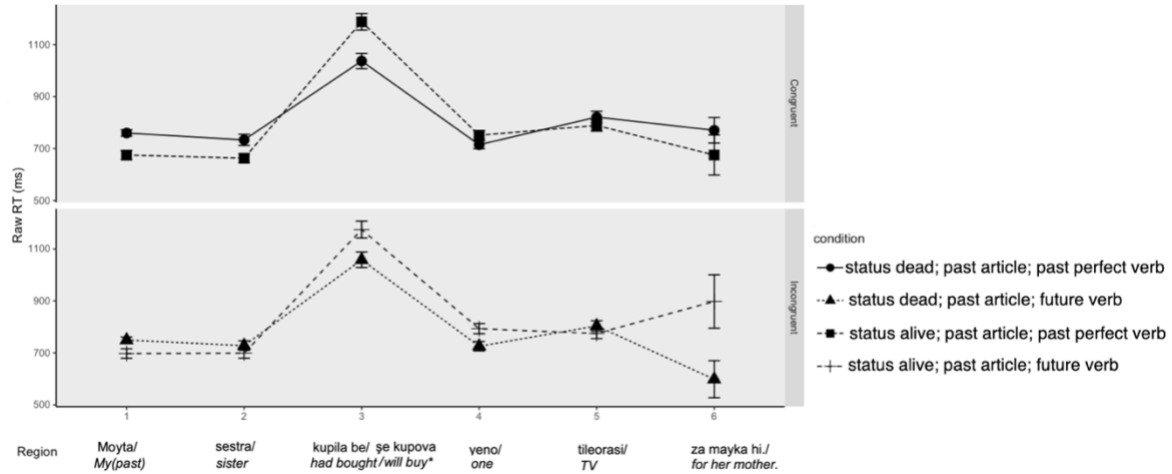 1100
900
700
500
Congruent
Raw RT (ms)
1100
900
700
500
Incongruent
1 2 3 4 5 6
Region
Moyta/ sestra/ kupila be/ şe kupova yeno/ tileorasi/ za mayka hi./
My(past) sister had bought/will buy* one TV for her mother.
condition
status dead; past article; past perfect verb
status dead; past article; future verb
status alive; past article; past perfect verb
status alive; past article; future verb